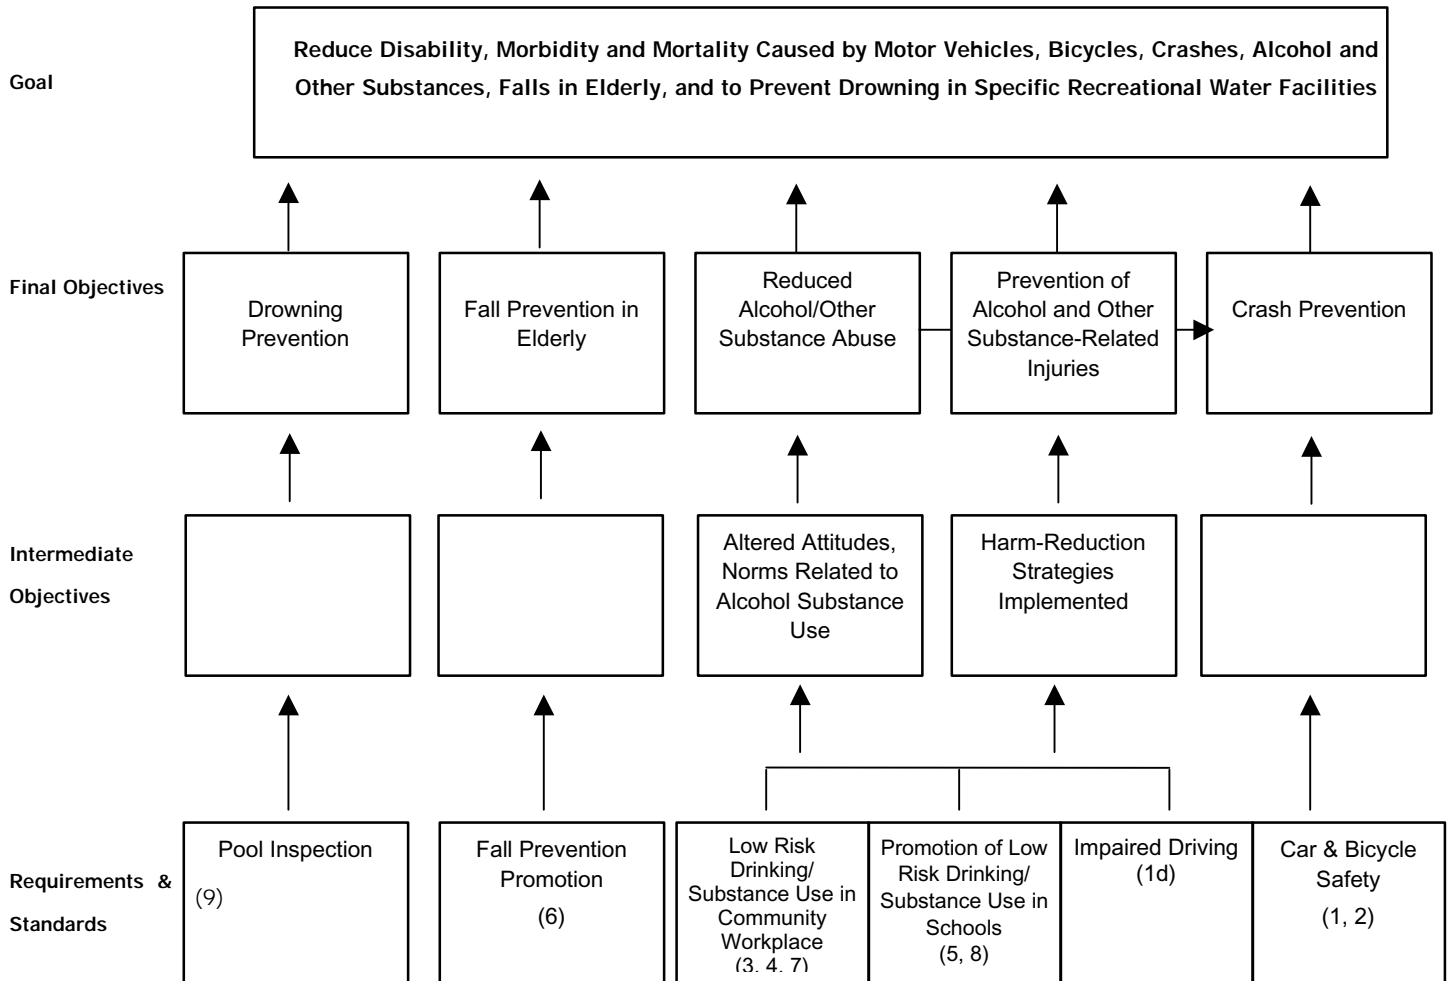 Goal
Reduce Disability, Morbidity and Mortality Caused by Motor Vehicles, Bicycles, Crashes, Alcohol and
Other Substances, Falls in Elderly, and to Prevent Drowning in Specific Recreational Water Facilities
Final Objectives
Drowning
Prevention
Fall Prevention in
Elderly
Reduced
Alcohol/Other
Substance Abuse
Prevention of
Alcohol and Other
Substance-Related
Injuries
Crash Prevention
Intermediate
Objectives
Altered Attitudes,
Norms Related to
Alcohol Substance
Use
Harm-Reduction
Strategies
Implemented
Requirements &
Standards
Pool Inspection
(9)
Fall Prevention
Promotion
(6)
Low Risk
Drinking/
Substance Use in
Community
Workplace
(3, 4, 7)
Promotion of Low
Risk Drinking/
Substance Use in
Schools
(5, 8)
Impaired Driving
(1d)
Car & Bicycle
Safety
(1, 2)